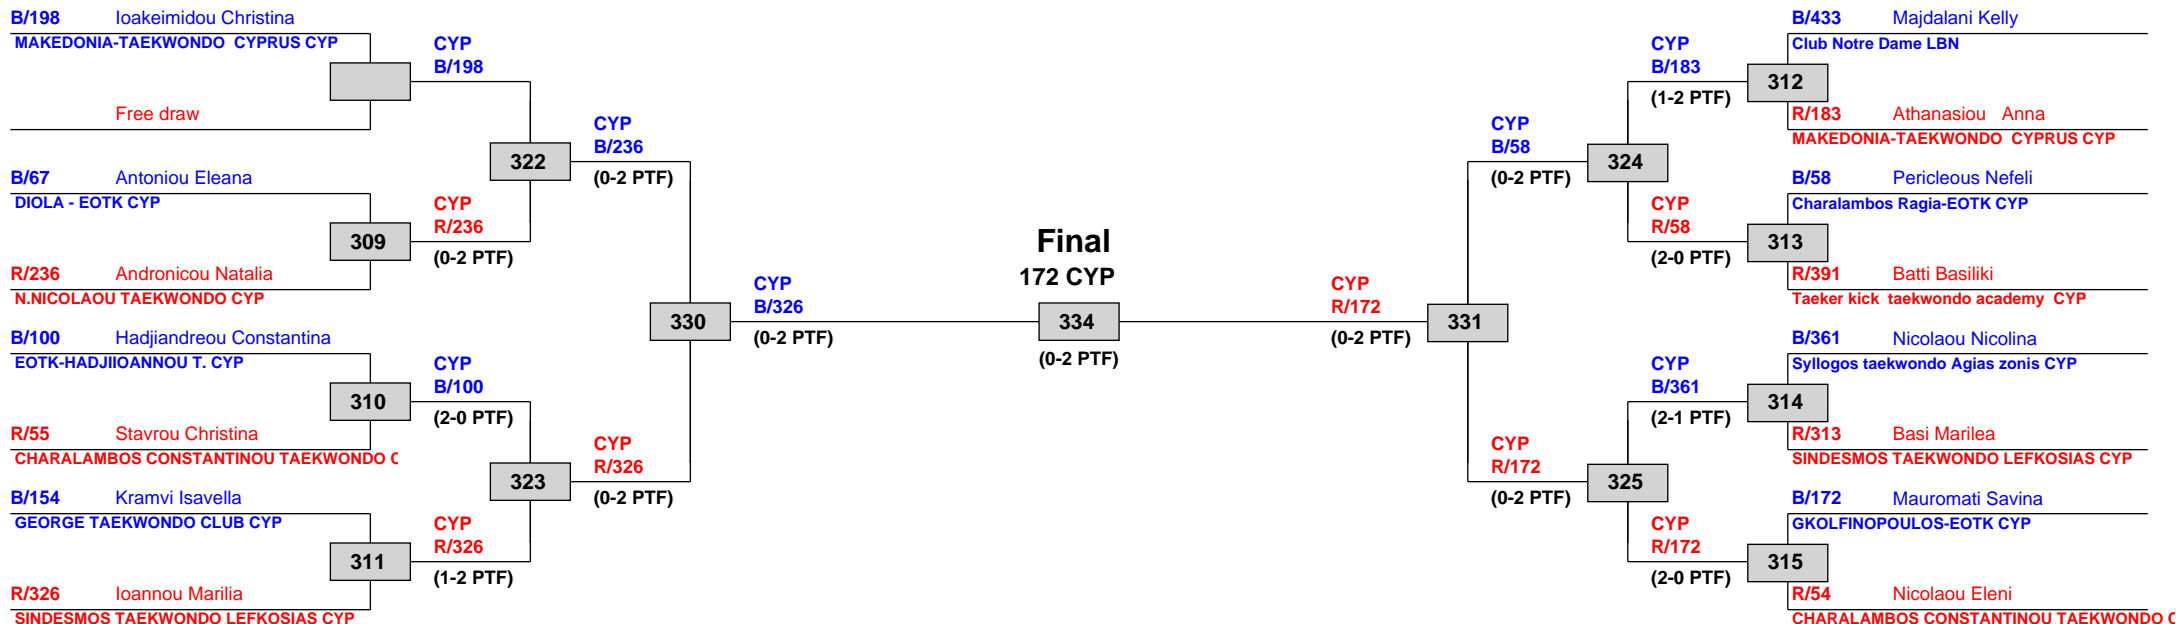 B/198 Ioakeimidou Christina
MAKEDONIA-TAEKWONDO CYPRUS CYP
Free draw
B/67 Antoniou Eleana
DIOLA - EOTK CYP
309
R/236 Andronicou Natalia
N.NICOLAOU TAEKWONDO CYP
B/100 Hadjiandreou Constantina
EOTK-HADJIIOANNOU T. CYP
310
R/55 Stavrou Christina
CHARALAMBOS CONSTANTINOU TAEKWONDO C
B/154 Kramvi Isavella
GEORGE TAEKWONDO CLUB CYP
311
R/326 Ioannou Marilia
SINDESMOS TAEKWONDO LEFKOSIAS CYP
CYP
B/198
322
CYP
R/236
(0-2 PTF)
CYP
B/100
(2-0 PTF)
323
CYP
R/326
(1-2 PTF)
CYP
B/236
(0-2 PTF)
330
CYP
R/326
(0-2 PTF)
CYP
B/326
(0-2 PTF)
Final
172 CYP
334
(0-2 PTF)
CYP
R/172
(0-2 PTF)
331
CYP
B/58
(0-2 PTF)
CYP
R/172
(0-2 PTF)
324
325
CYP
B/183
(1-2 PTF)
CYP
R/58
(2-0 PTF)
CYP
B/361
(2-1 PTF)
CYP
R/172
(2-0 PTF)
B/433 Majdalani Kelly
Club Notre Dame LBN
312
R/183 Athanasiou Anna
MAKEDONIA-TAEKWONDO CYPRUS CYP
B/58 Pericleous Nefeli
Charalambos Ragia-EOTK CYP
313
R/391 Batti Basiliki
Taeker kick taekwondo academy CYP
B/361 Nicolaou Nicolina
Syllogos taekwondo Agias zonis CYP
314
R/313 Basi Marilea
SINDESMOS TAEKWONDO LEFKOSIAS CYP
B/172 Mauromati Savina
GKOLFINOPOULOS-EOTK CYP
315
R/54 Nicolaou Eleni
CHARALAMBOS CONSTANTINOU TAEKWONDO C